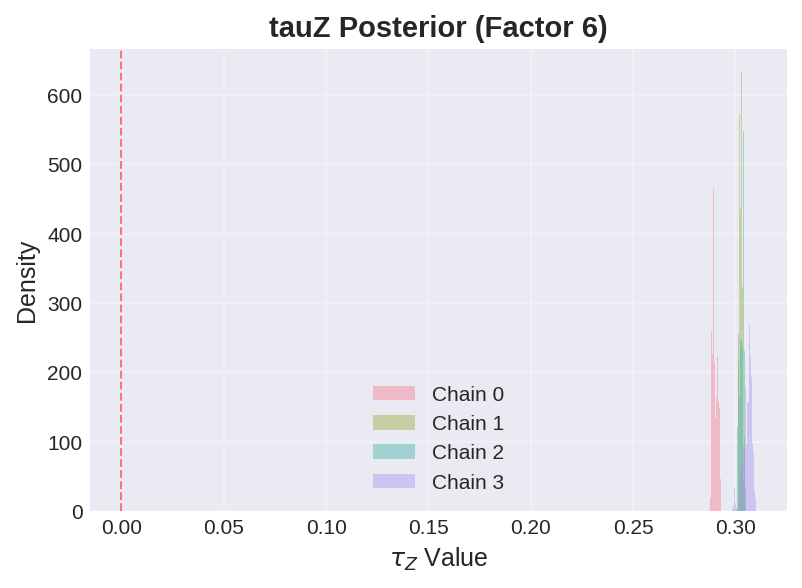 tauZ Posterior (Factor 6)
Density
600
500
400
300
200
100
0
Chain 0
Chain 1
Chain 2
Chain 3
0.00 0.05 0.10 0.15 0.20 0.25 0.30
τ_Z Value